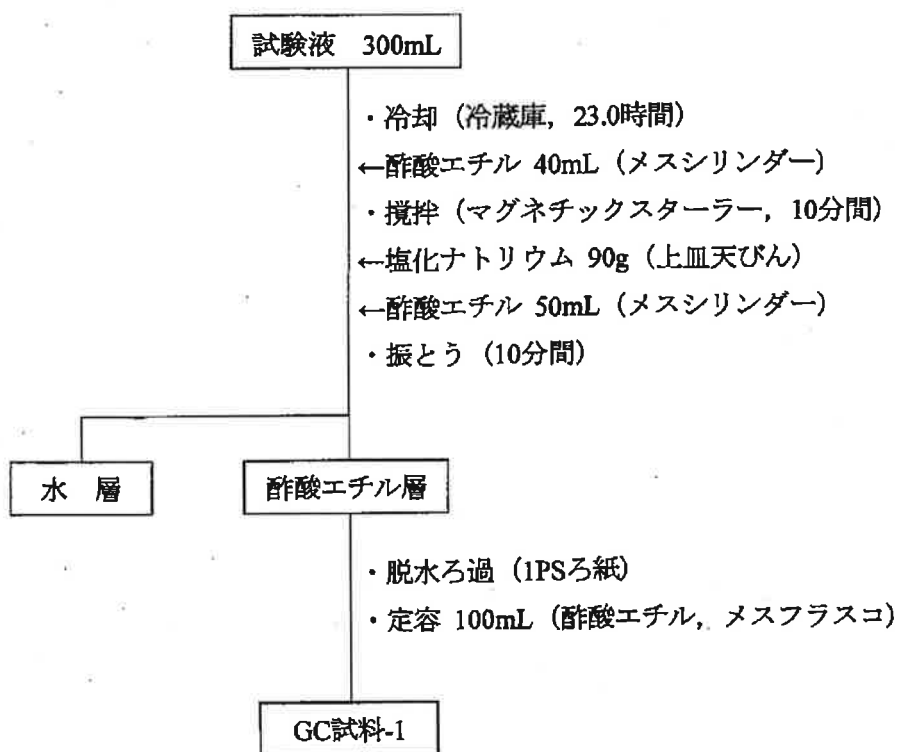 試験液 300mL
・冷却（冷蔵庫，23.0時間）
←酢酸エチル 40mL（メスシリンダー）
・攪拌（マグネチックスターラー，10分間）
←塩化ナトリウム 90g（上皿天びん）
←酢酸エチル 50mL（メスシリンダー）
・振とう（10分間）
水 層
酢酸エチル層
・脱水ろ過（1PSろ紙）
・定容 100mL（酢酸エチル，メスフラスコ）
GC試料-1